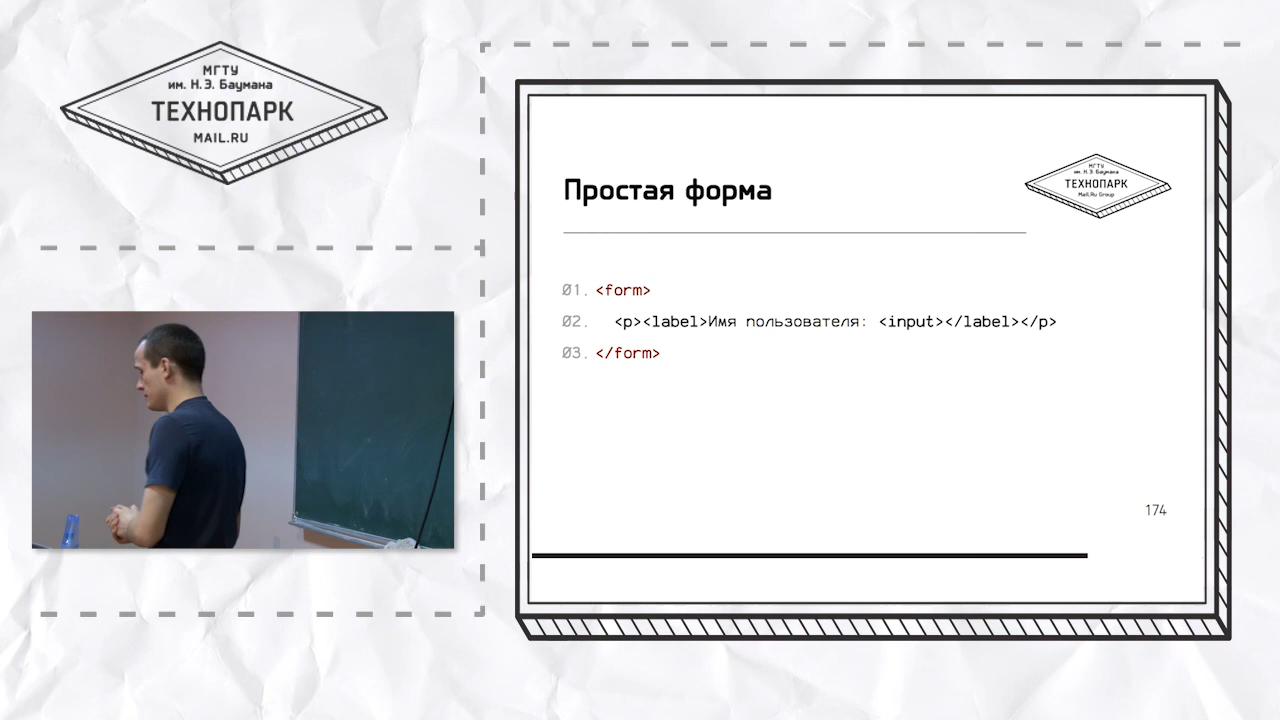 МГТУ
им. Н.Э. Баумана
ТЕХНОПАРК
MAIL.RU
Простая форма
МГТУ
им. Н.Э. Баумана
ТЕХНОПАРК
Mail.Ru Group
01. <form>
02. <p><label>Имя пользователя: <input></label></p>
03. </form>
174